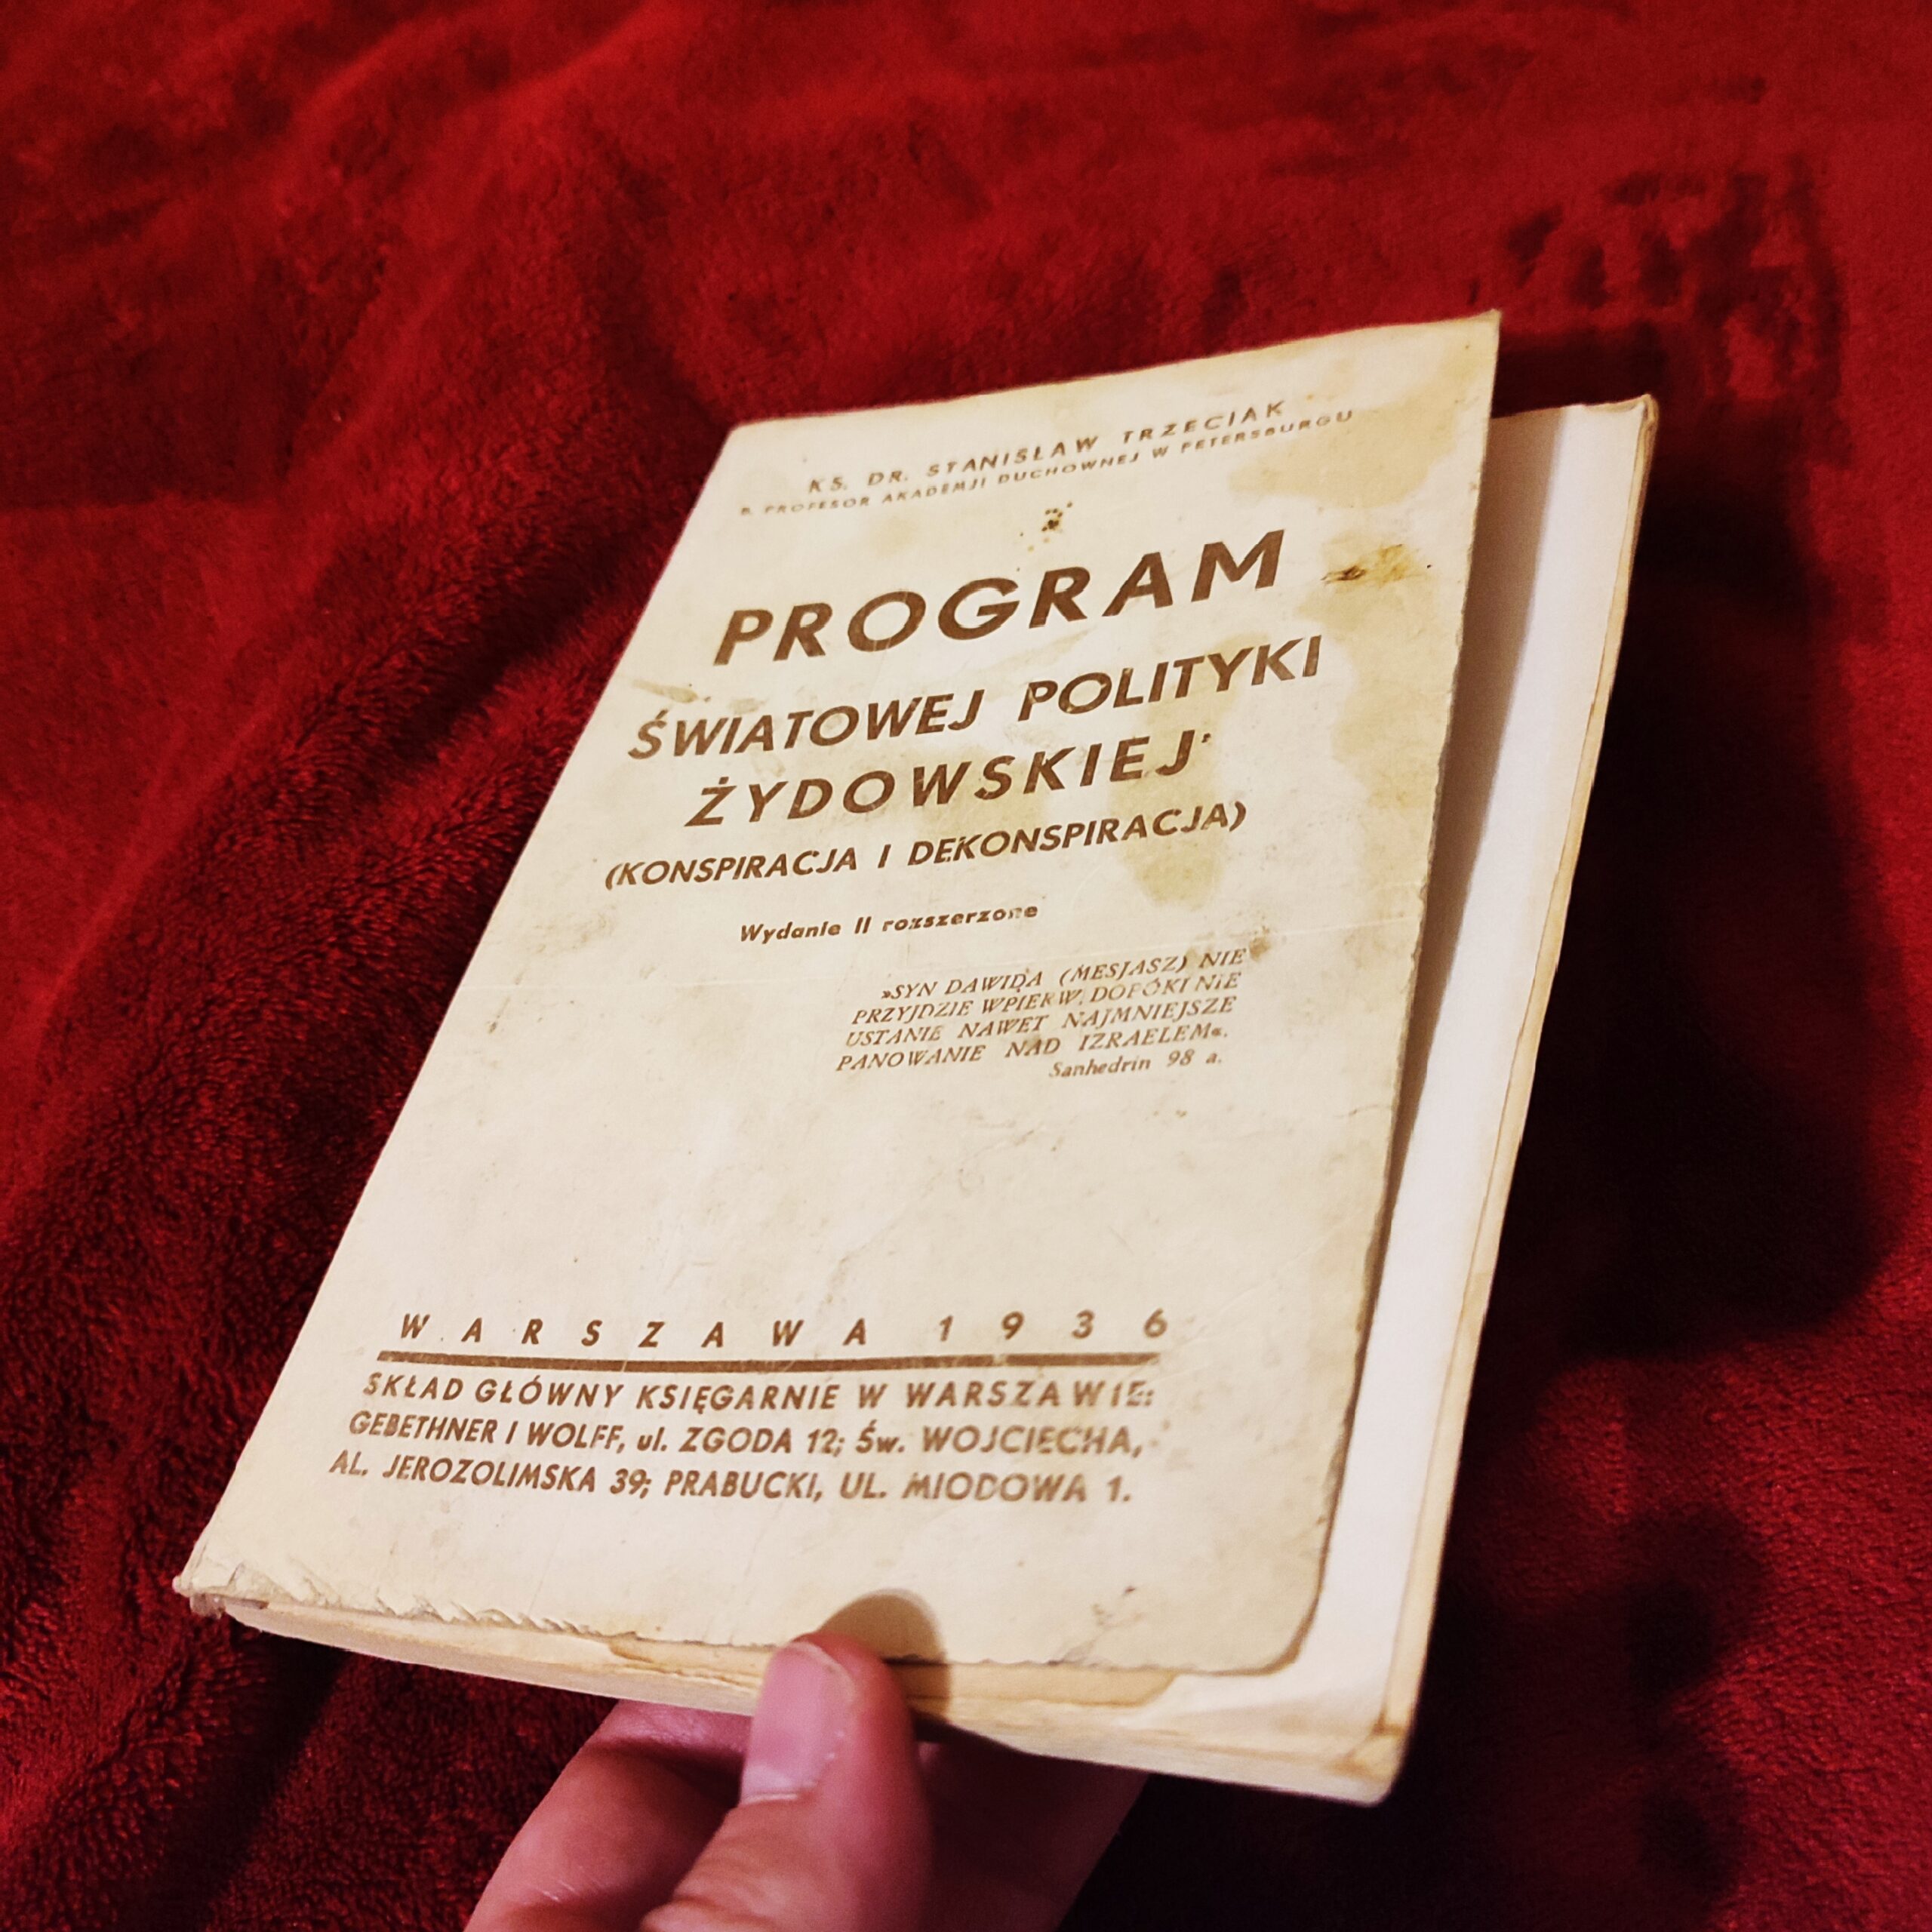 KS. DR. STANISŁAW TRZECIAK
B. PROFESOR AKADEMJI DUCHOWNEJ W PETERSBURGU
PROGRAM
ŚWIATOWEJ POLITYKI
ŻYDOWSKIEJ
(KONSPIRACJA I DEKONSPIRACJA)
Wydanie II rozszerzone
»SYN DAWIDA (MESJASZ) NIE
PRZYJDZIE WPIERW, DOPÓKI NIE
USTANIE NAWET NAJMNIEJSZE
PANOWANIE NAD IZRAELEM«.
Sanhedrin 98 a.
WARSZAWA 1936
SKŁAD GŁÓWNY KSIĘGARNIE W WARSZAWIE:
GEBETHNER I WOLFF, ul. ZGODA 12; Św. WOJCIECHA,
AL. JEROZOLIMSKA 39; PRABUCKI, UL. MIODOWA 1.